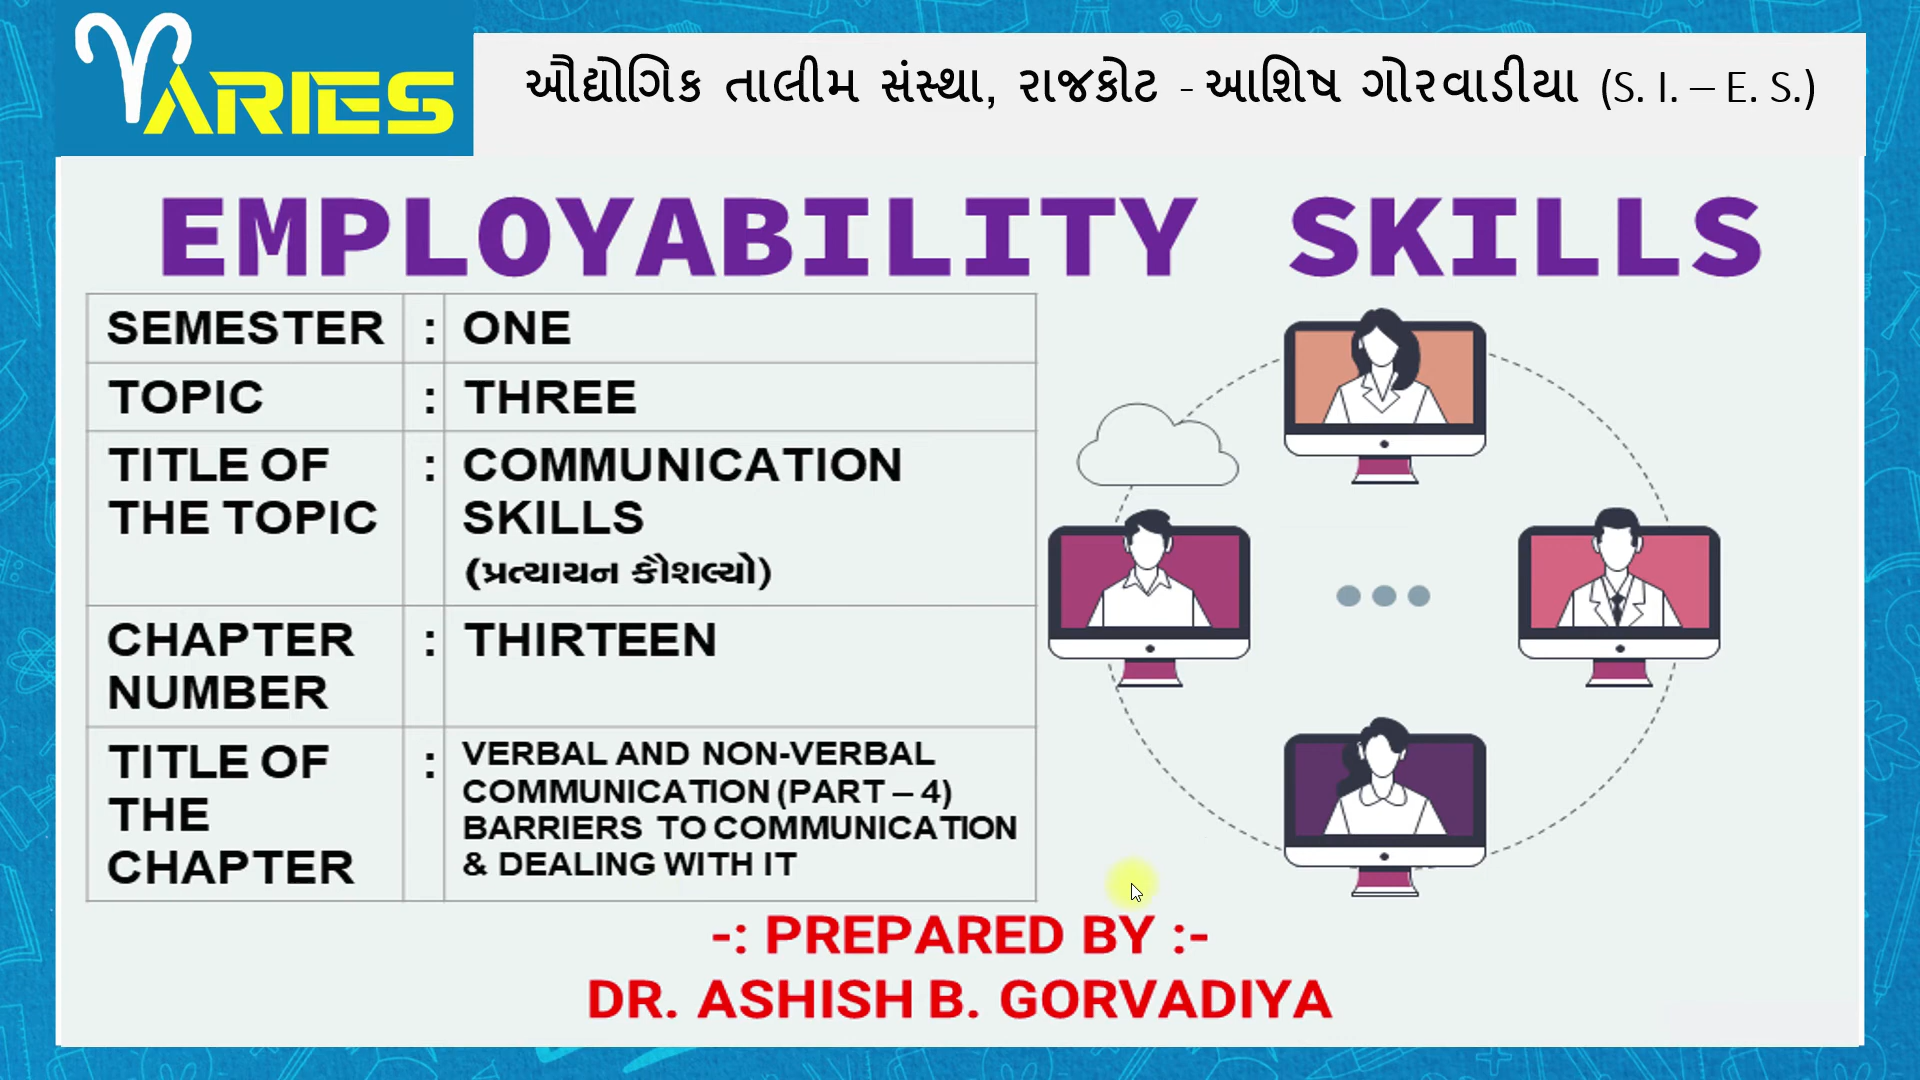 ARIES
ઔદ્યોગિક તાલીમ સંસ્થા, રાજકોટ - આશિષ ગોરવાડીયા (S. I. – E. S.)
EMPLOYABILITY SKILLS
SEMESTER : ONE
TOPIC : THREE
TITLE OF THE TOPIC : COMMUNICATION SKILLS
(પ્રત્યાયન કૌશલ્યો)
CHAPTER NUMBER : THIRTEEN
TITLE OF THE CHAPTER : VERBAL AND NON-VERBAL
COMMUNICATION (PART – 4)
BARRIERS TO COMMUNICATION
& DEALING WITH IT
-: PREPARED BY :-
DR. ASHISH B. GORVADIYA